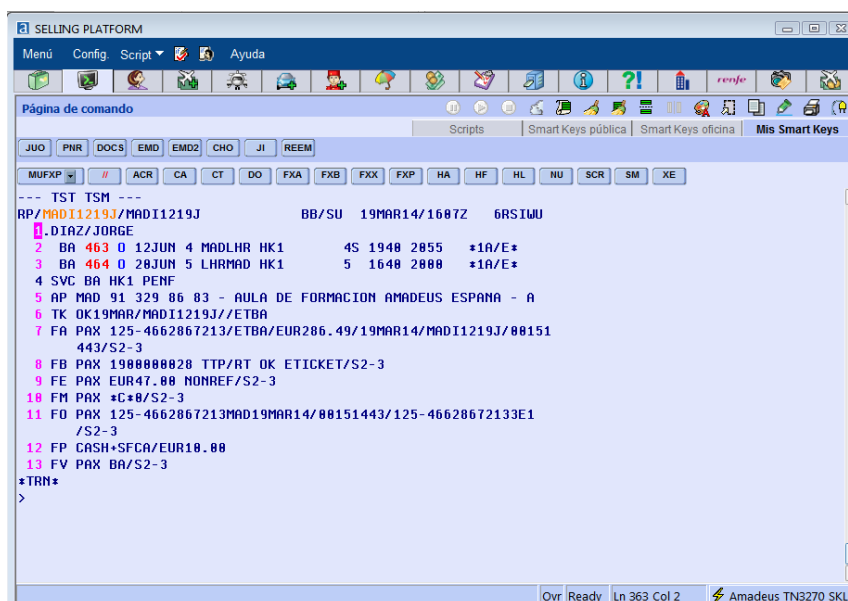 a SELLING PLATFORM
Menú Config. Script Ayuda
?! renfe
Página de comando
Scripts Smart Keys pública Smart Keys oficina Mis Smart Keys
JUO PNR DOCS EMD EMD2 CHO JI REEM
MUFXP // ACR CA CT DO FXA FXB FXX FXP HA HF HL NU SCR SM XE
--- TST TSM ---
RP/MADI1219J/MADI1219J BB/SU 19MAR14/1607Z 6RSIWU
1.DIAZ/JORGE
2 BA 463 O 12JUN 4 MADLHR HK1 4S 1940 2055 *1A/E*
3 BA 464 O 20JUN 5 LHRMAD HK1 5 1640 2000 *1A/E*
4 SVC BA HK1 PENF
5 AP MAD 91 329 86 83 - AULA DE FORMACION AMADEUS ESPANA - A
6 TK OK19MAR/MADI1219J//ETBA
7 FA PAX 125-4662867213/ETBA/EUR286.49/19MAR14/MADI1219J/00151
443/S2-3
8 FB PAX 1900000028 TTP/RT OK ETICKET/S2-3
9 FE PAX EUR47.00 NONREF/S2-3
10 FM PAX *C*0/S2-3
11 FO PAX 125-4662867213MAD19MAR14/00151443/125-46628672133E1
/S2-3
12 FP CASH+SFCA/EUR10.00
13 FV PAX BA/S2-3
*TRN*
>
Ovr Ready Ln 363 Col 2 Amadeus TN3270 SKL